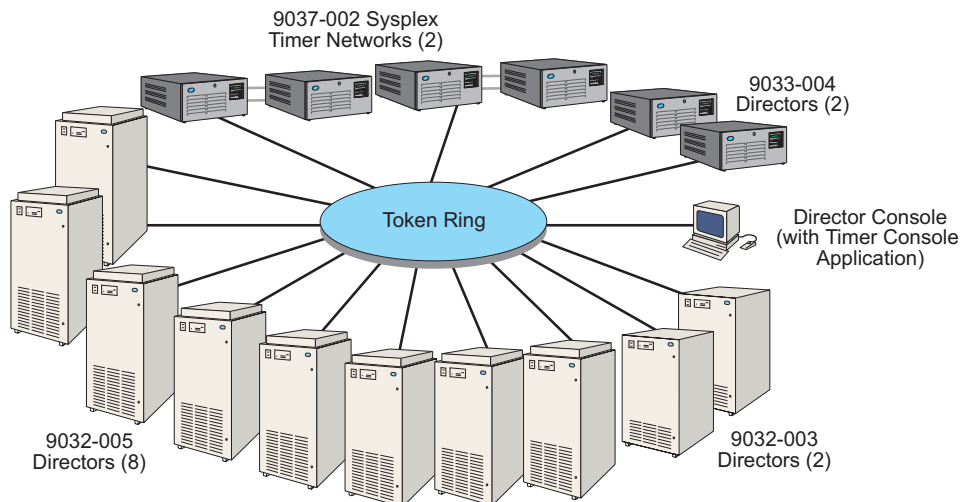 9037-002 Sysplex
Timer Networks (2)
9033-004
Directors (2)
Token Ring
Director Console
(with Timer Console
Application)
9032-005
Directors (8)
9032-003
Directors (2)